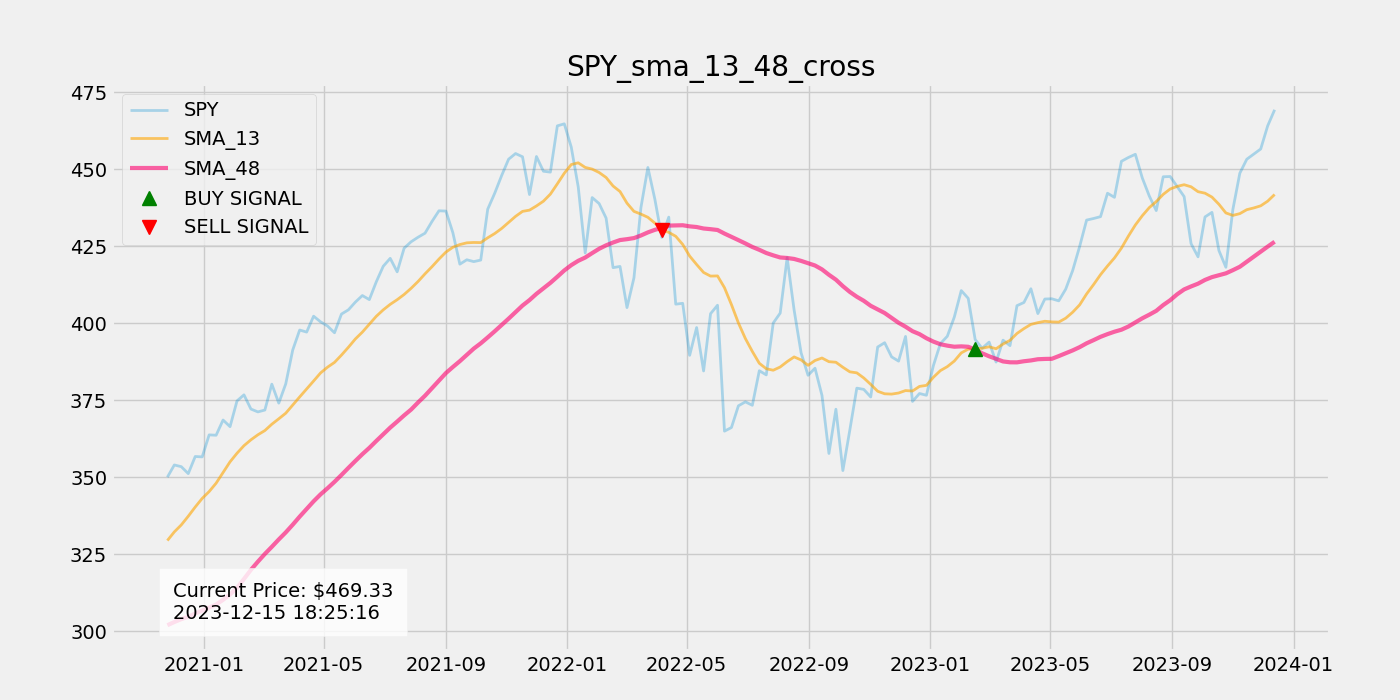 SPY_sma_13_48_cross
475
450
425
400
375
350
325
300
SPY
SMA_13
SMA_48
BUY SIGNAL
SELL SIGNAL
Current Price: $469.33
2023-12-15 18:25:16
2021-01 2021-05 2021-09 2022-01 2022-05 2022-09 2023-01 2023-05 2023-09 2024-01